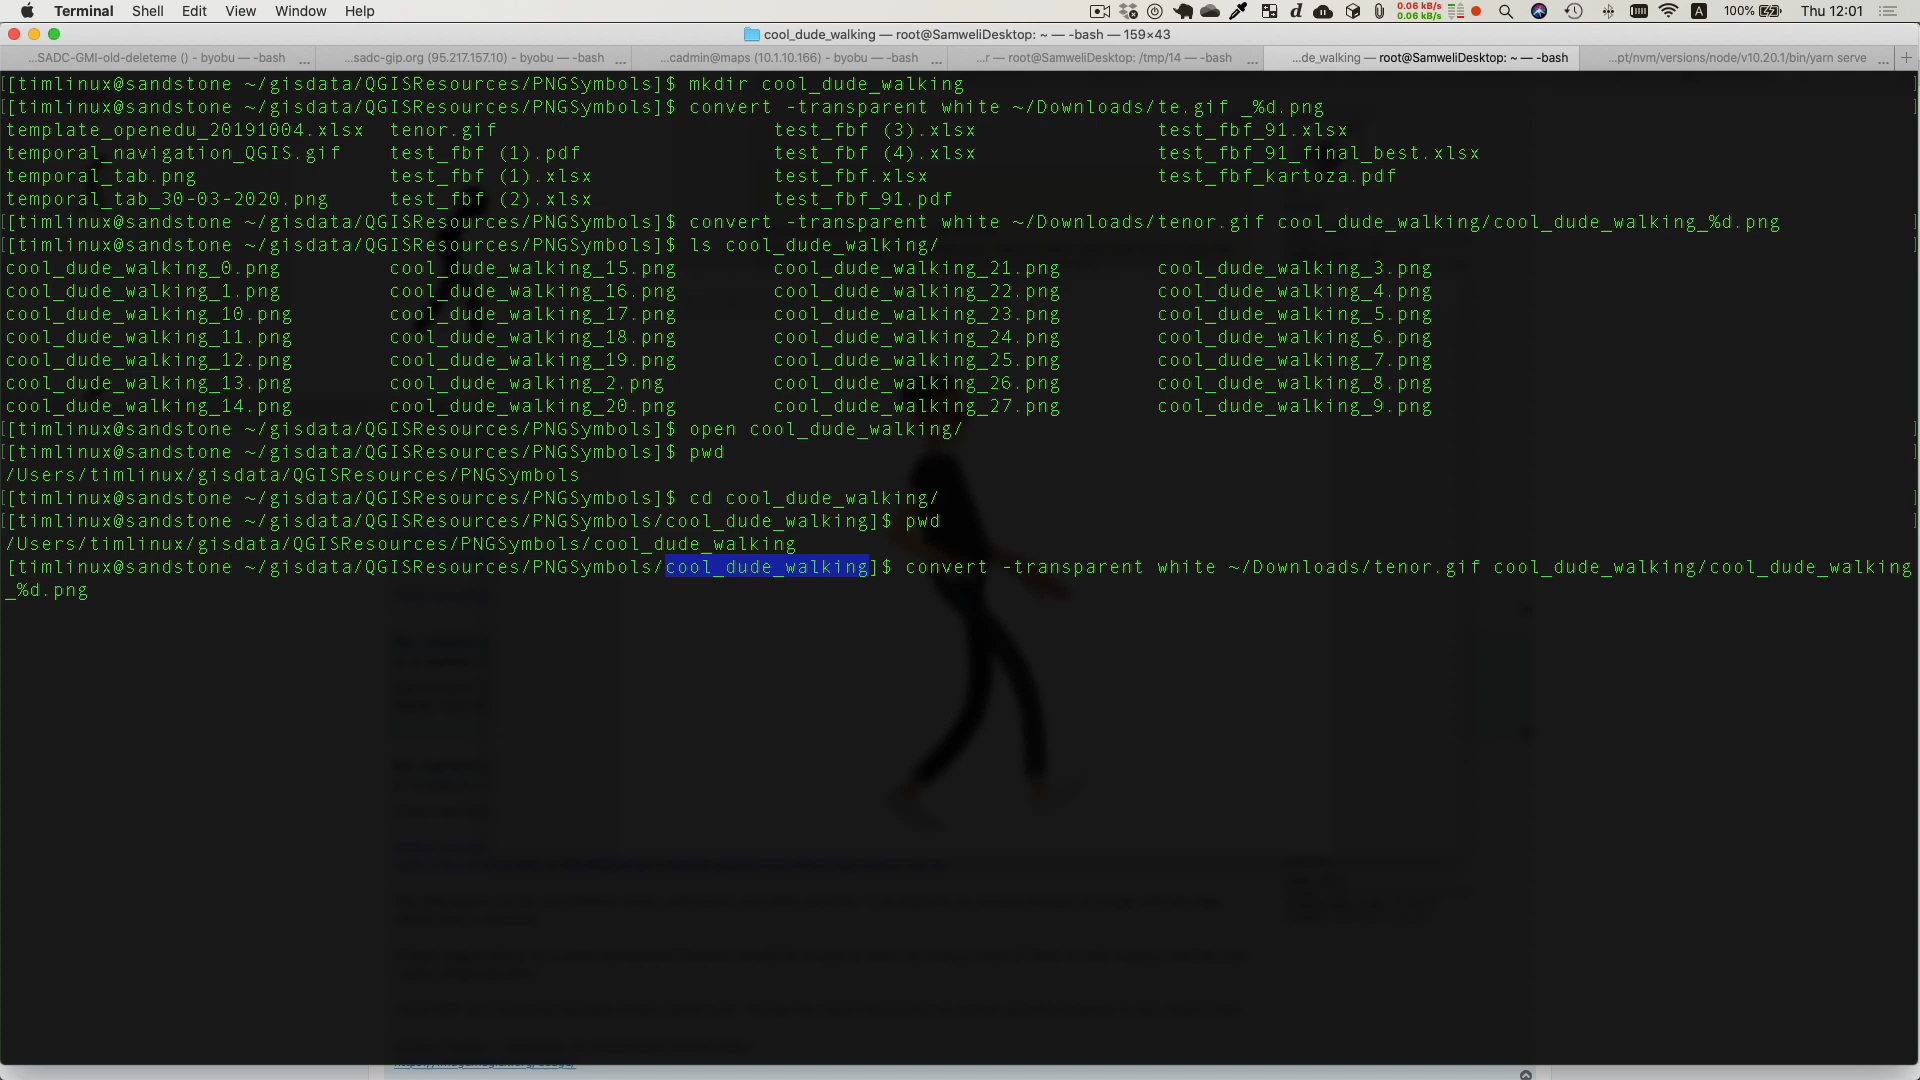 Terminal Shell Edit View Window Help
0.06 kB/s
0.06 kB/s
100%
Thu 12:01
cool_dude_walking — root@SamweliDesktop: ~ — -bash — 159×43
...SADC-GMI-old-deleteme () - byobu — -bash ...
...sadc-gip.org (95.217.157.10) - byobu — -bash ...
...cadmin@maps (10.1.10.166) - byobu — -bash ...
...r — root@SamweliDesktop: /tmp/14 — -bash ...
...de_walking — root@SamweliDesktop: ~ — -bash
...pt/nvm/versions/node/v10.20.1/bin/yarn serve ... +
[[timlinux@sandstone ~/gisdata/QGISResources/PNGSymbols]$ mkdir cool_dude_walking ]
[[timlinux@sandstone ~/gisdata/QGISResources/PNGSymbols]$ convert -transparent white ~/Downloads/te.gif _%d.png ]
template_openedu_20191004.xlsx tenor.gif test_fbf (3).xlsx test_fbf_91.xlsx
temporal_navigation_QGIS.gif test_fbf (1).pdf test_fbf (4).xlsx test_fbf_91_final_best.xlsx
temporal_tab.png test_fbf (1).xlsx test_fbf.xlsx test_fbf_kartoza.pdf
temporal_tab_30-03-2020.png test_fbf (2).xlsx test_fbf_91.pdf
[[timlinux@sandstone ~/gisdata/QGISResources/PNGSymbols]$ convert -transparent white ~/Downloads/tenor.gif cool_dude_walking/cool_dude_walking_%d.png ]
[[timlinux@sandstone ~/gisdata/QGISResources/PNGSymbols]$ ls cool_dude_walking/ ]
cool_dude_walking_0.png cool_dude_walking_15.png cool_dude_walking_21.png cool_dude_walking_3.png
cool_dude_walking_1.png cool_dude_walking_16.png cool_dude_walking_22.png cool_dude_walking_4.png
cool_dude_walking_10.png cool_dude_walking_17.png cool_dude_walking_23.png cool_dude_walking_5.png
cool_dude_walking_11.png cool_dude_walking_18.png cool_dude_walking_24.png cool_dude_walking_6.png
cool_dude_walking_12.png cool_dude_walking_19.png cool_dude_walking_25.png cool_dude_walking_7.png
cool_dude_walking_13.png cool_dude_walking_2.png cool_dude_walking_26.png cool_dude_walking_8.png
cool_dude_walking_14.png cool_dude_walking_20.png cool_dude_walking_27.png cool_dude_walking_9.png
[[timlinux@sandstone ~/gisdata/QGISResources/PNGSymbols]$ open cool_dude_walking/ ]
[[timlinux@sandstone ~/gisdata/QGISResources/PNGSymbols]$ pwd ]
/Users/timlinux/gisdata/QGISResources/PNGSymbols
[[timlinux@sandstone ~/gisdata/QGISResources/PNGSymbols]$ cd cool_dude_walking/ ]
[[timlinux@sandstone ~/gisdata/QGISResources/PNGSymbols/cool_dude_walking]$ pwd ]
/Users/timlinux/gisdata/QGISResources/PNGSymbols/cool_dude_walking
[timlinux@sandstone ~/gisdata/QGISResources/PNGSymbols/cool_dude_walking]$ convert -transparent white ~/Downloads/tenor.gif cool_dude_walking/cool_dude_walking
_%d.png